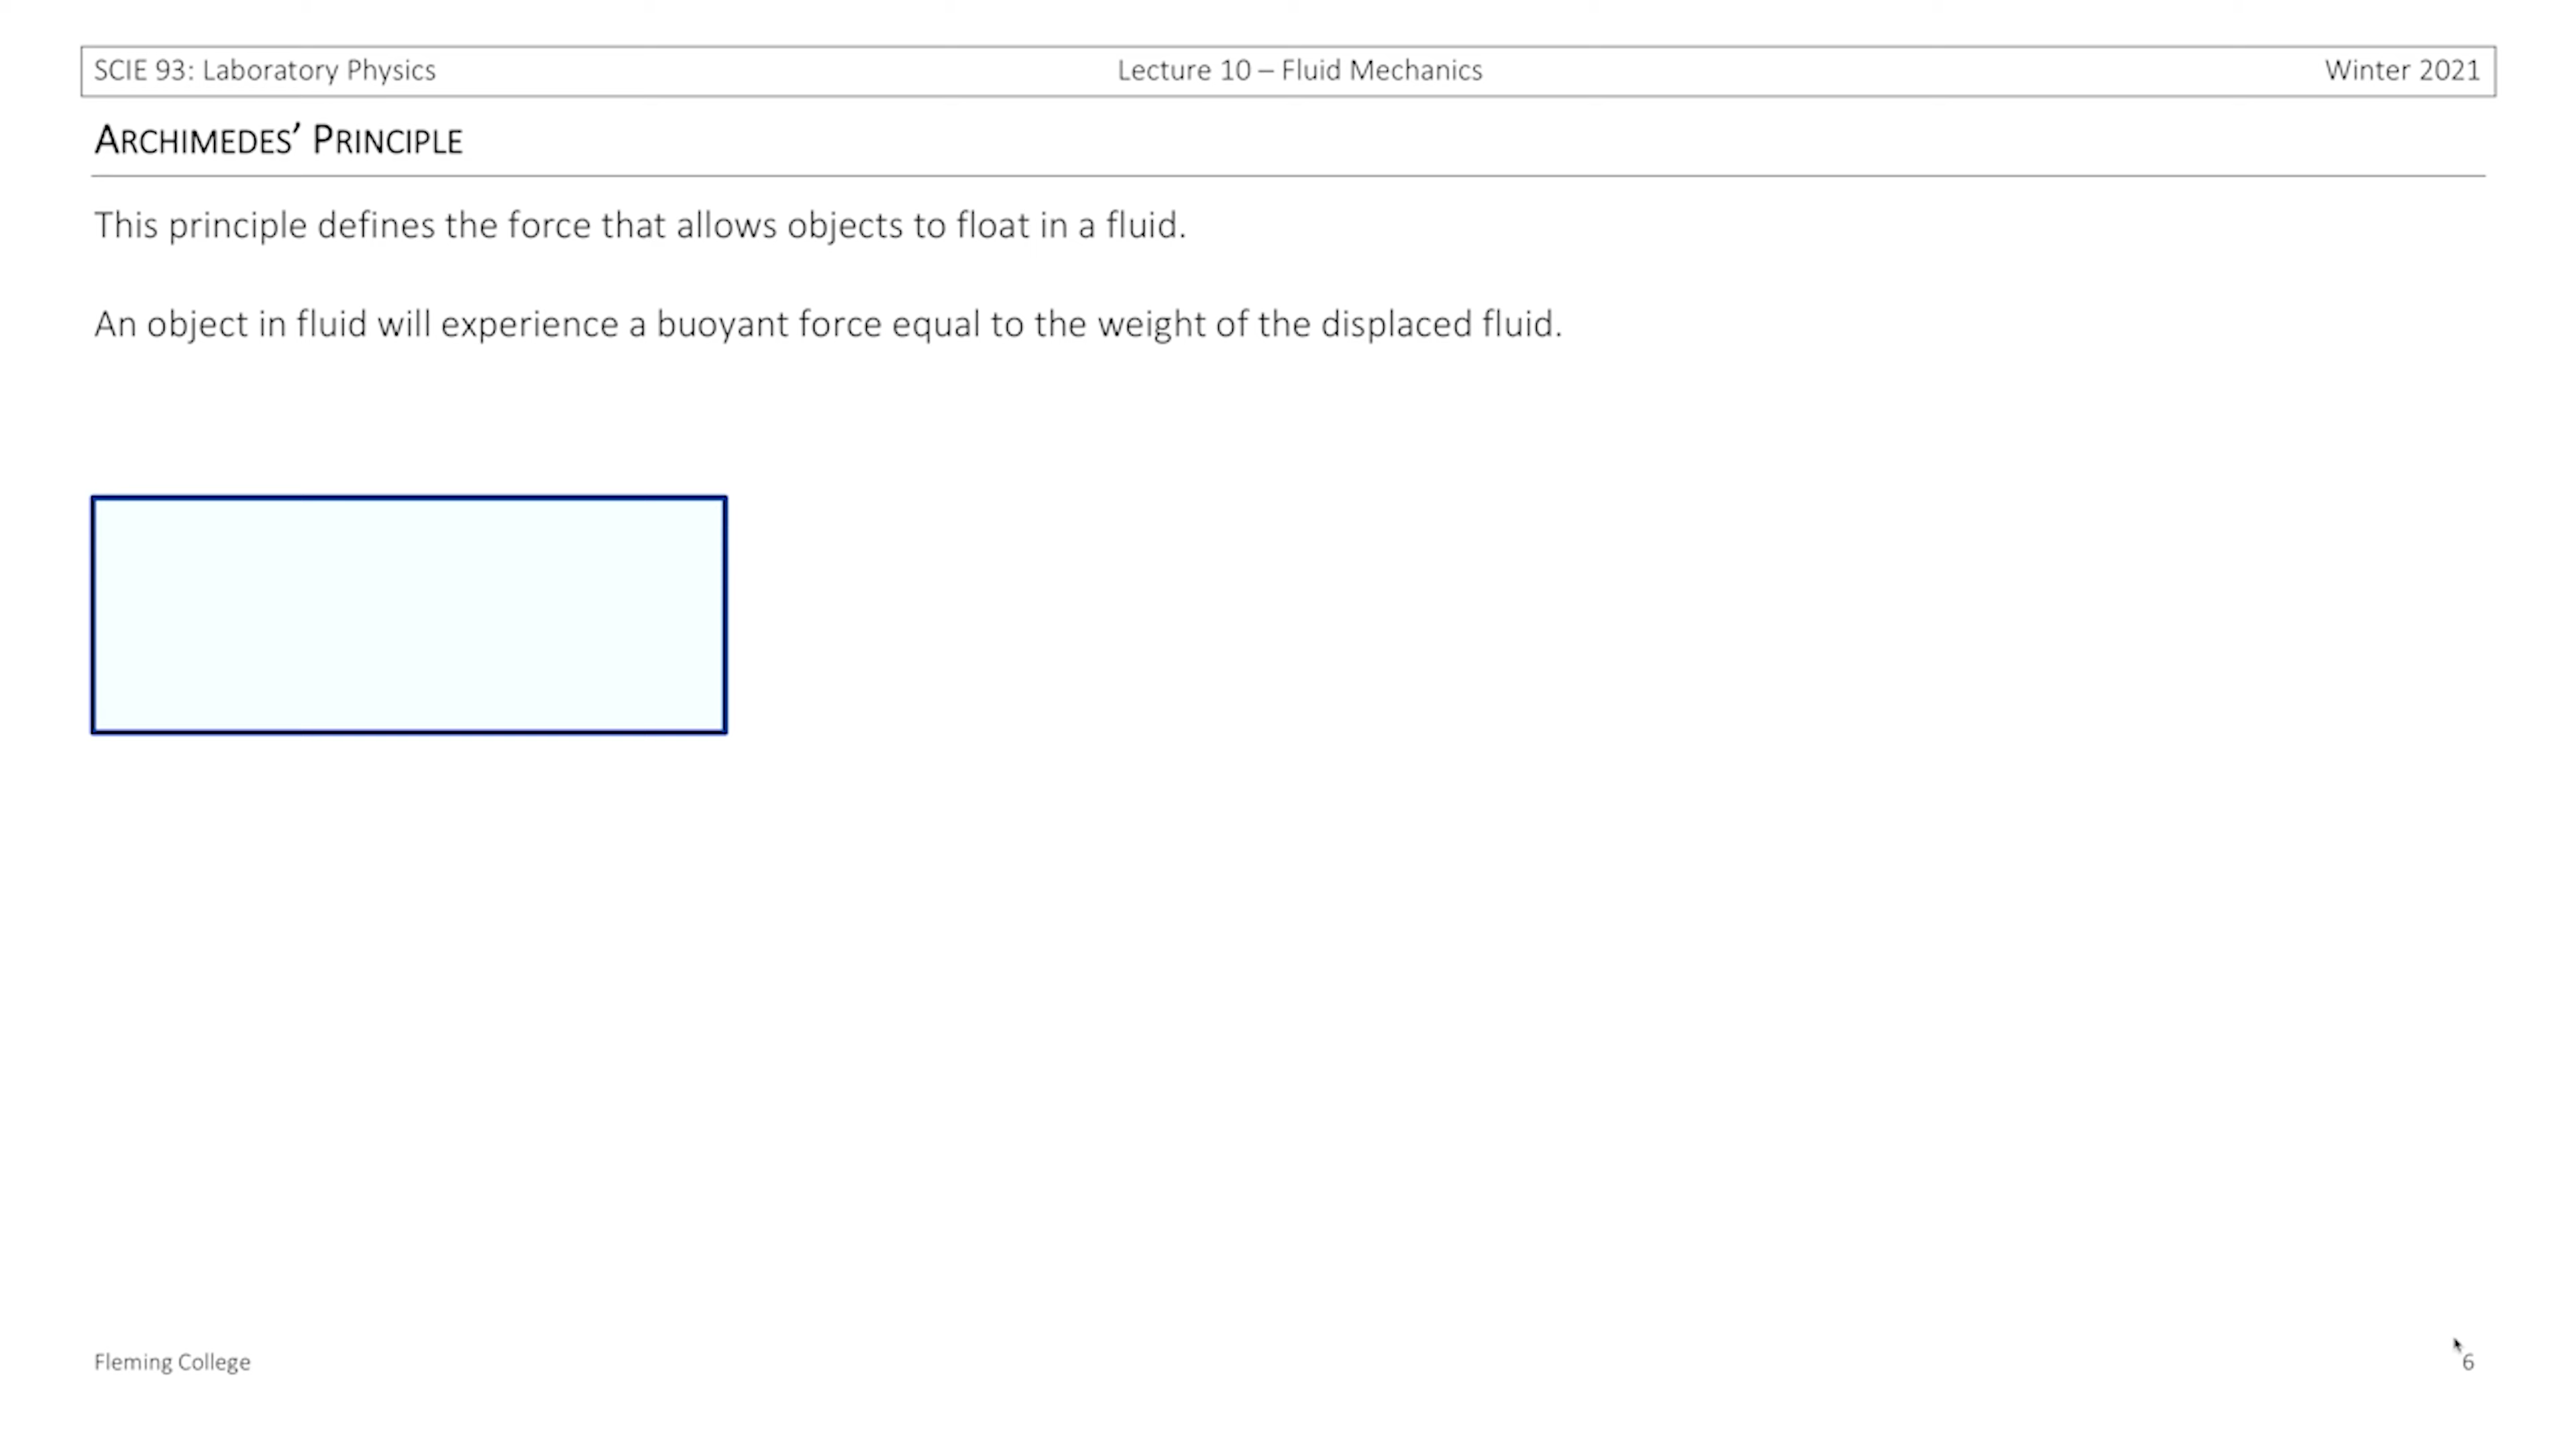 SCIE 93: Laboratory Physics Lecture 10 – Fluid Mechanics Winter 2021
ARCHIMEDES’ PRINCIPLE
This principle defines the force that allows objects to float in a fluid.
An object in fluid will experience a buoyant force equal to the weight of the displaced fluid.
Fleming College 6